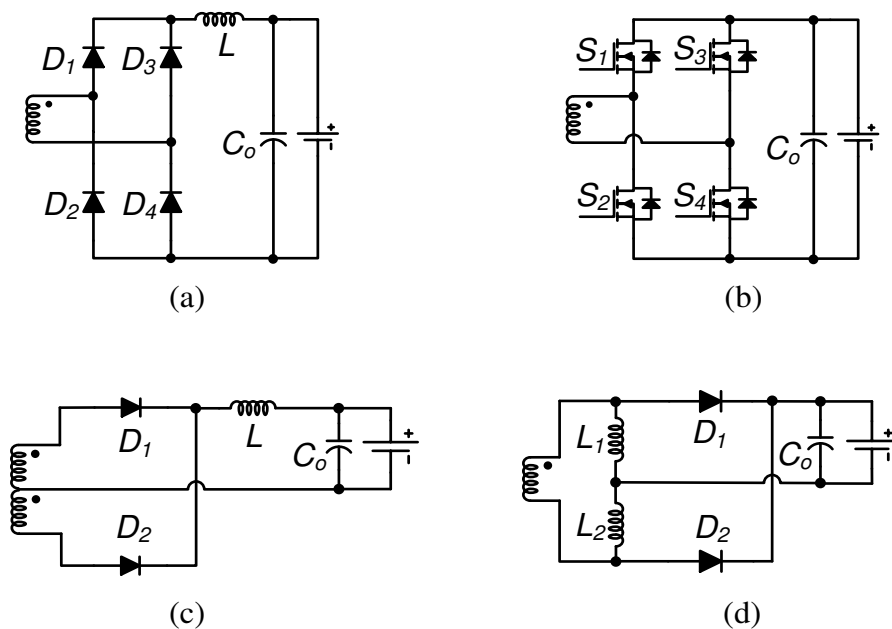 D1 D3 L
Co + -
D2 D4
(a)
S1 S3
Co + -
S2 S4
(b)
D1 L
Co + -
D2
(c)
L1 D1 Co + -
L2 D2
(d)